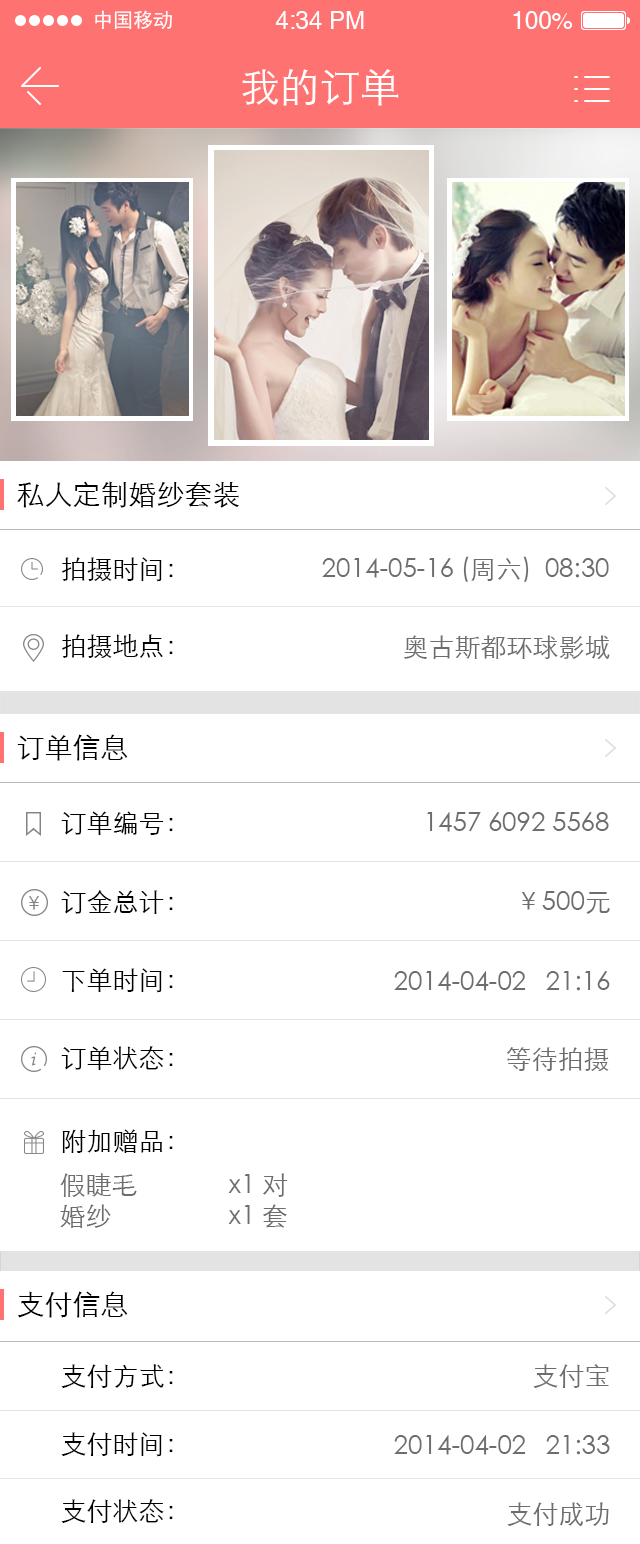 中国移动 4:34 PM 100%
我的订单
私人定制婚纱套装
拍摄时间： 2014-05-16 (周六) 08:30
拍摄地点： 奥古斯都环球影城
订单信息
订单编号： 1457 6092 5568
订金总计： ￥500元
下单时间： 2014-04-02 21:16
订单状态： 等待拍摄
附加赠品：
假睫毛 x1 对
婚纱 x1 套
支付信息
支付方式： 支付宝
支付时间： 2014-04-02 21:33
支付状态： 支付成功